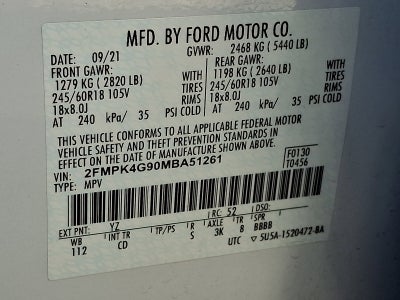 MFD. BY FORD MOTOR CO.
DATE: 09/21 GVWR: 2468 KG (5440 LB)
FRONT GAWR: REAR GAWR:
1279 KG (2820 LB) WITH 1198 KG (2640 LB) WITH
245/60R18 105V TIRES 245/60R18 105V TIRES
18x8.0J RIMS 18x8.0J RIMS
AT 240 kPa/ 35 PSI COLD AT 240 kPa/ 35 PSI COLD
THIS VEHICLE CONFORMS TO ALL APPLICABLE FEDERAL MOTOR
VEHICLE SAFETY AND THEFT PREVENTION STANDARDS IN
EFFECT ON THE DATE OF MANUFACTURE SHOWN ABOVE.
VIN: 2FMPK4G90MBA51261 F0130
TYPE: MPV T0456
EXT PNT: YZ RC: 52 DSO:
WB INT TR TP/PS R AXLE TR SPR
112 CD S 3K 8 BBBB
UTC 5U5A-1520472-BA